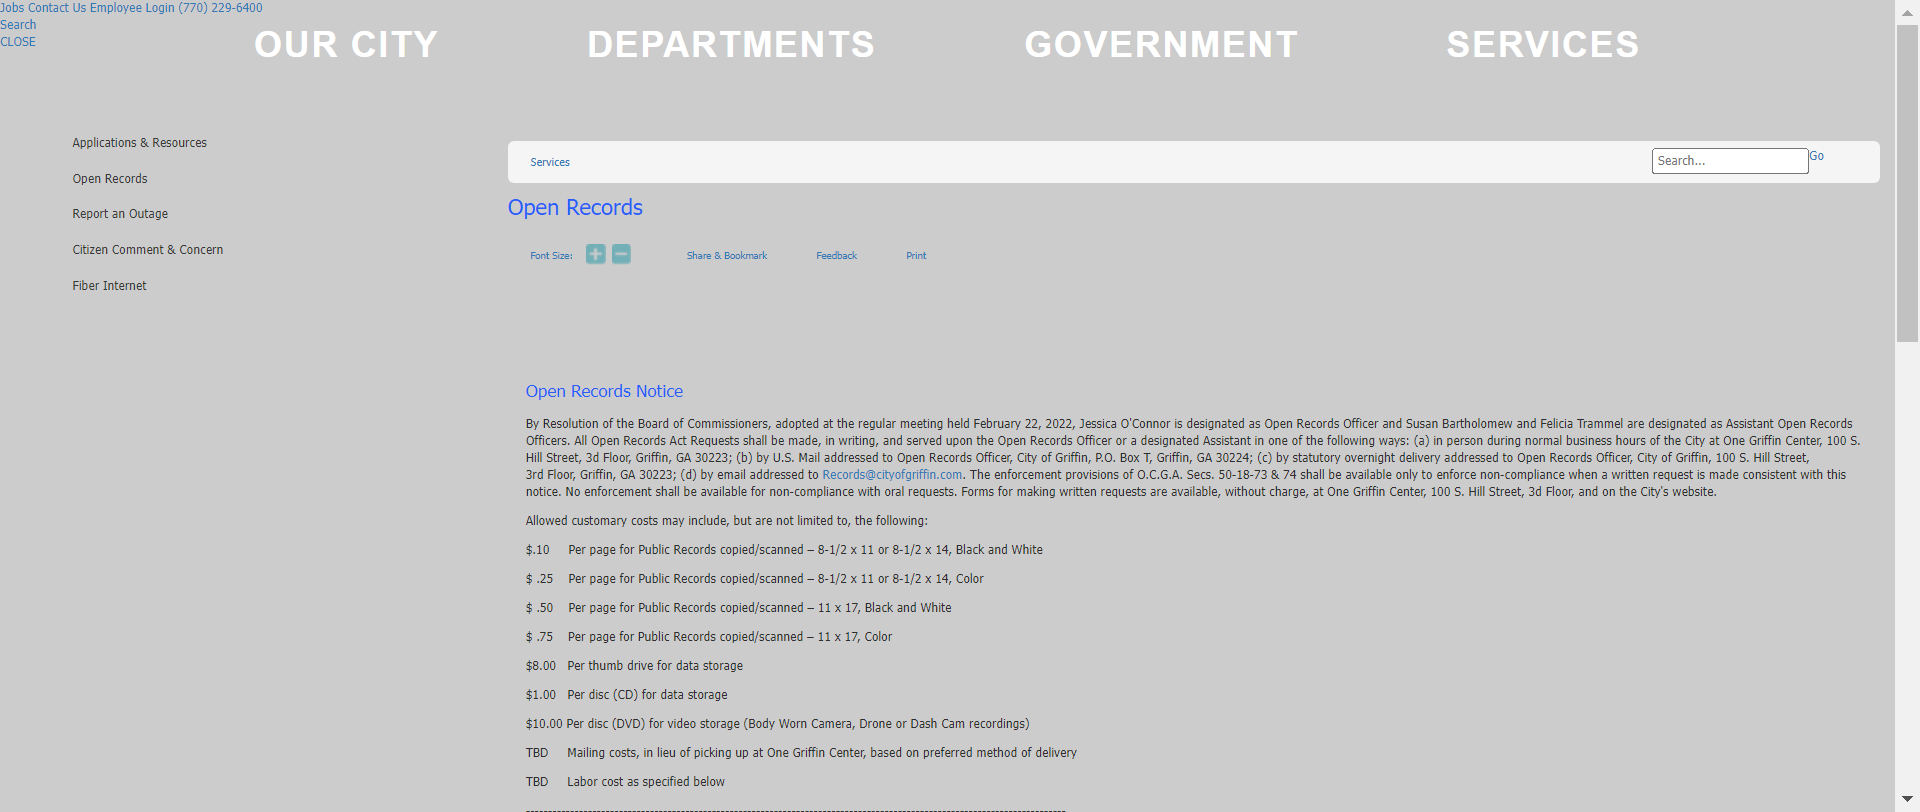 Jobs Contact Us Employee Login (770) 229-6400
Search
CLOSE
OUR CITY DEPARTMENTS GOVERNMENT SERVICES
Applications & Resources
Open Records
Report an Outage
Citizen Comment & Concern
Fiber Internet
Services Search... Go
Open Records
Font Size: + − Share & Bookmark Feedback Print
Open Records Notice
By Resolution of the Board of Commissioners, adopted at the regular meeting held February 22, 2022, Jessica O'Connor is designated as Open Records Officer and Susan Bartholomew and Felicia Trammel are designated as Assistant Open Records
Officers. All Open Records Act Requests shall be made, in writing, and served upon the Open Records Officer or a designated Assistant in one of the following ways: (a) in person during normal business hours of the City at One Griffin Center, 100 S.
Hill Street, 3d Floor, Griffin, GA 30223; (b) by U.S. Mail addressed to Open Records Officer, City of Griffin, P.O. Box T, Griffin, GA 30224; (c) by statutory overnight delivery addressed to Open Records Officer, City of Griffin, 100 S. Hill Street,
3rd Floor, Griffin, GA 30223; (d) by email addressed to Records@cityofgriffin.com. The enforcement provisions of O.C.G.A. Secs. 50-18-73 & 74 shall be available only to enforce non-compliance when a written request is made consistent with this
notice. No enforcement shall be available for non-compliance with oral requests. Forms for making written requests are available, without charge, at One Griffin Center, 100 S. Hill Street, 3d Floor, and on the City's website.
Allowed customary costs may include, but are not limited to, the following:
$.10 Per page for Public Records copied/scanned – 8-1/2 x 11 or 8-1/2 x 14, Black and White
$ .25 Per page for Public Records copied/scanned – 8-1/2 x 11 or 8-1/2 x 14, Color
$ .50 Per page for Public Records copied/scanned – 11 x 17, Black and White
$ .75 Per page for Public Records copied/scanned – 11 x 17, Color
$8.00 Per thumb drive for data storage
$1.00 Per disc (CD) for data storage
$10.00 Per disc (DVD) for video storage (Body Worn Camera, Drone or Dash Cam recordings)
TBD Mailing costs, in lieu of picking up at One Griffin Center, based on preferred method of delivery
TBD Labor cost as specified below